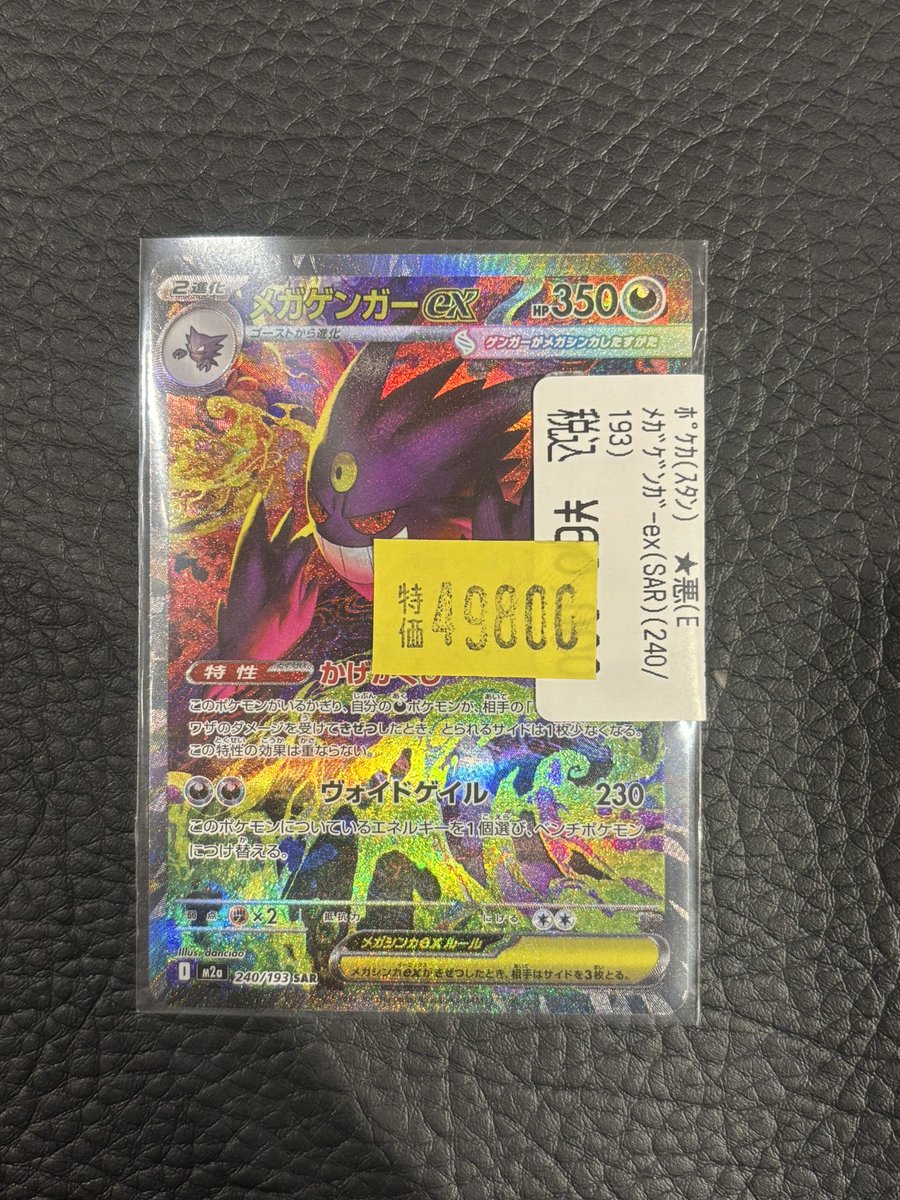 2進化
メガゲンガーex
HP350
ゴーストから進化
ゲンガーがメガシンカしたすがた
ポケカ(スタン) ★悪(E
メガゲンガーex(SAR)(240/
193)
税込
特価
49800
特性
このポケモンがいるかぎり、自分の ポケモンが、相手の「
ワザのダメージを受けてきぜつしたとき、とられるサイドは1枚少なくなる。
この特性の効果は重ならない。
ヴォイドゲイル 230
このポケモンについているエネルギーを1個選び、ベンチポケモン
につけ替える。
弱点 ×2 抵抗力 にげる
メガシンカexルール
メガシンカexがきぜつしたとき、相手はサイドを3枚とる。
Illus. danciao
M2a 240/193 SAR